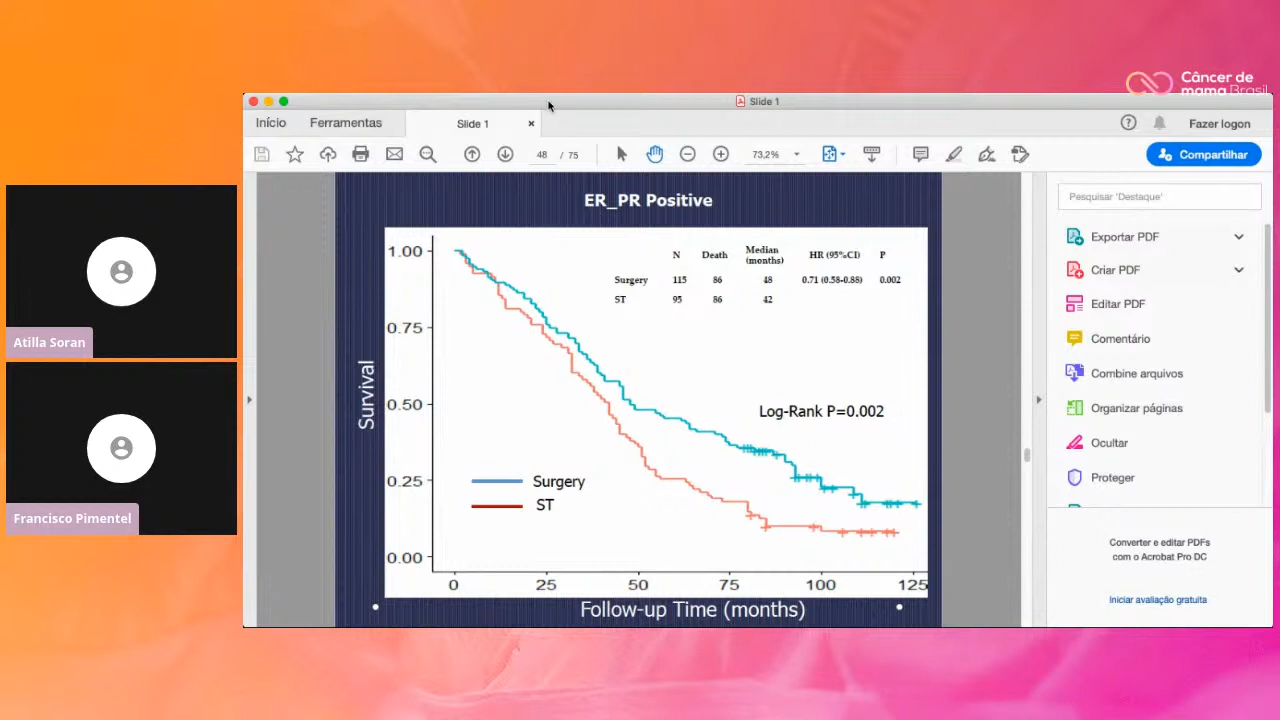 Câncer de
mama Brasil
Slide 1
Início Ferramentas Slide 1 × Fazer logon
48 / 75 73,2% Compartilhar
ER_PR Positive
Pesquisar 'Destaque'
Exportar PDF
Criar PDF
Editar PDF
Comentário
Combine arquivos
Organizar páginas
Ocultar
Proteger
Converter e editar PDFs
com o Acrobat Pro DC
Iniciar avaliação gratuita
N Death Median (months) HR (95%CI) P
Surgery 115 86 48 0.71 (0.58-0.88) 0.002
ST 95 86 42
Log-Rank P=0.002
Surgery
ST
Survival
1.00
0.75
0.50
0.25
0.00
0 25 50 75 100 125
Follow-up Time (months)
Atilla Soran
Francisco Pimentel